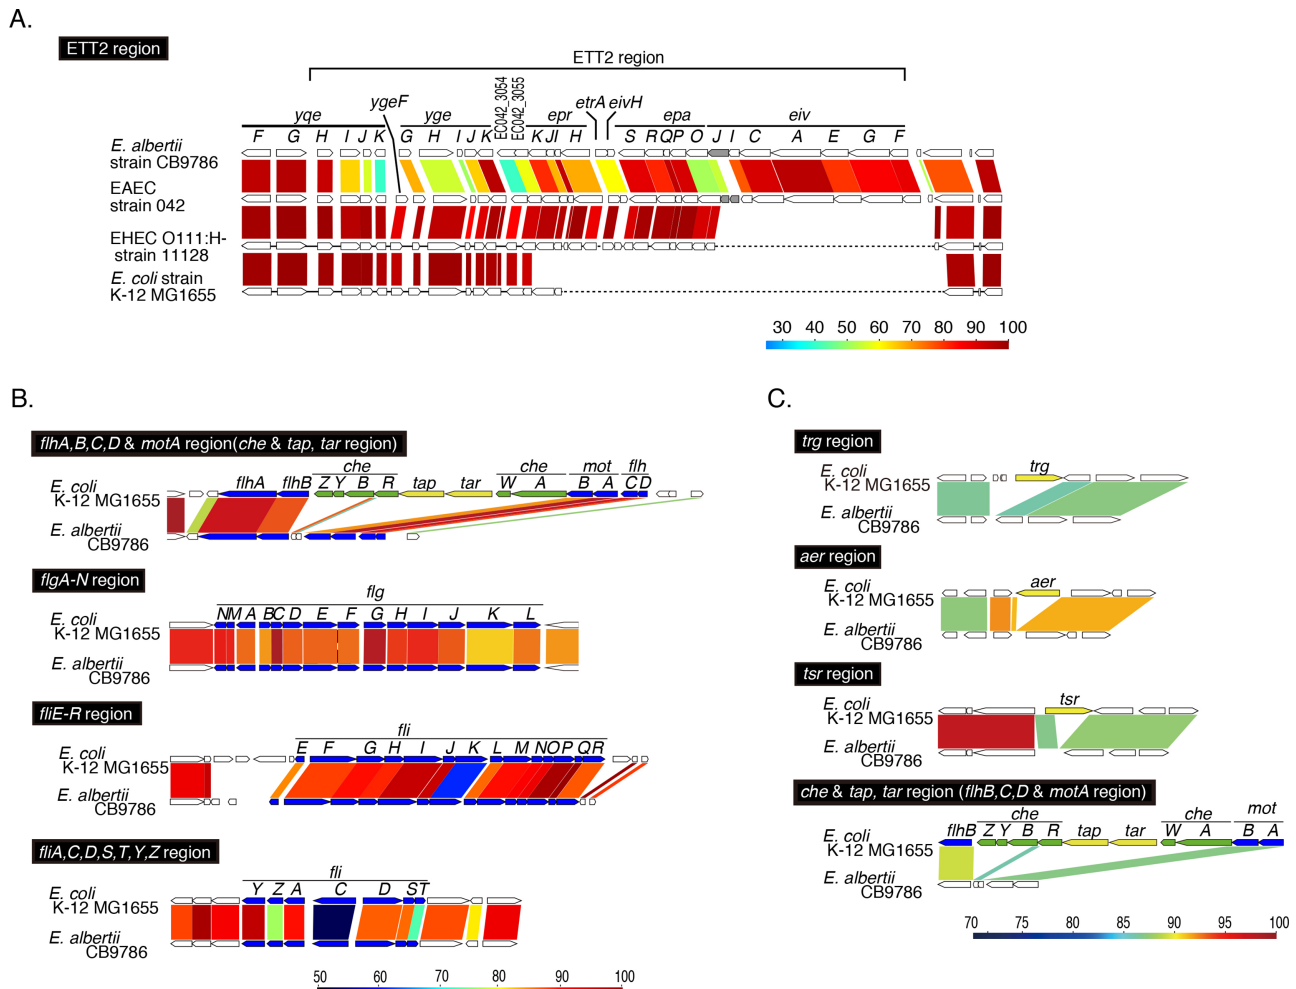 A.
ETT2 region
ETT2 region
EC042_3054
EC042_3055
ygeF
etrA eivH
yqe
yge
epr
epa
eiv
F G H I J K G H I J K K J I H S R Q P O J I C A E G F
E. albertii
strain CB9786
EAEC
strain 042
EHEC O111:H-
strain 11128
E. coli strain
K-12 MG1655
30 40 50 60 70 80 90 100
B.
flhA,B,C,D & motA region(che & tap, tar region)
che che mot flh
flhA flhB Z Y B R tap tar W A B A C D
E. coli
K-12 MG1655
E. albertii
CB9786
flgA-N region
flg
N M A B C D E F G H I J K L
E. coli
K-12 MG1655
E. albertii
CB9786
fliE-R region
fli
E F G H I J K L M N O P Q R
E. coli
K-12 MG1655
E. albertii
CB9786
fliA,C,D,S,T,Y,Z region
fli
Y Z A C D S T
E. coli
K-12 MG1655
E. albertii
CB9786
50 60 70 80 90 100
C.
trg region
trg
E. coli
K-12 MG1655
E. albertii
CB9786
aer region
aer
E. coli
K-12 MG1655
E. albertii
CB9786
tsr region
tsr
E. coli
K-12 MG1655
E. albertii
CB9786
che & tap, tar region (flhB,C,D & motA region)
che che mot
flhB Z Y B R tap tar W A B A
E. coli
K-12 MG1655
E. albertii
CB9786
70 80 85 90 95 100